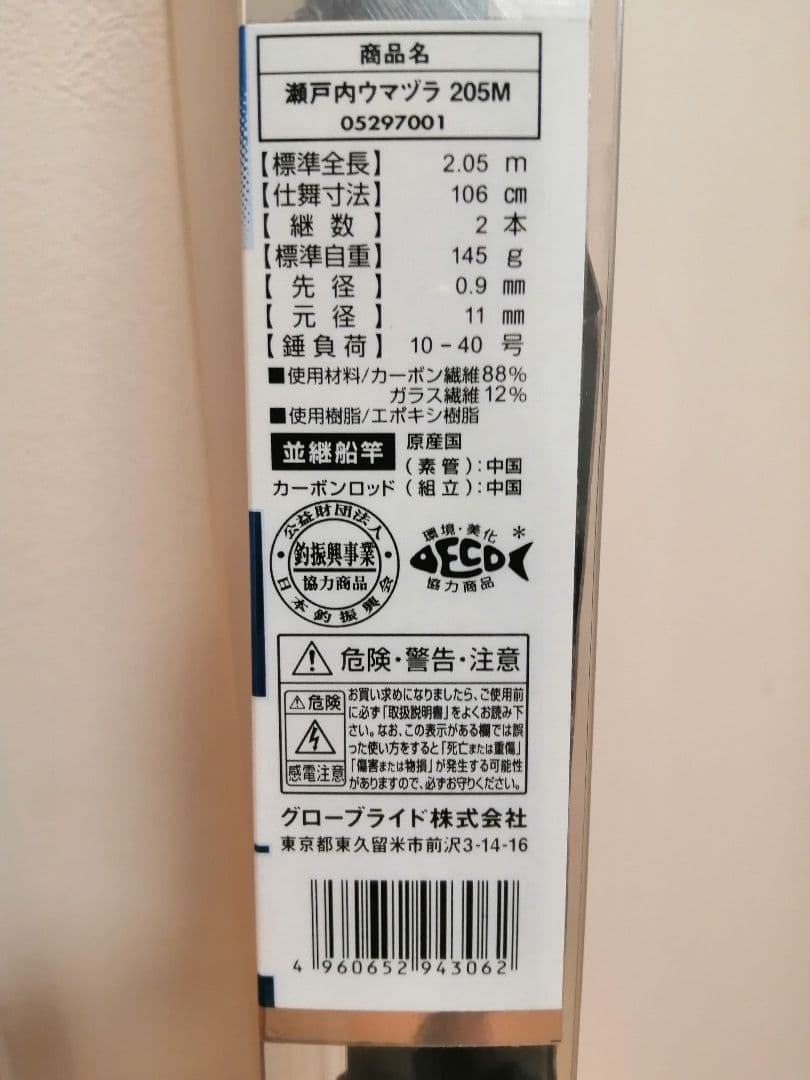 商品名
瀬戸内ウマヅラ 205M
05297001
【標準全長】 2.05 m
【仕舞寸法】 106 cm
【 継 数 】 2 本
【標準自重】 145 g
【 先 径 】 0.9 mm
【 元 径 】 11 mm
【錘負荷】 10-40 号
■使用材料/カーボン繊維88%
ガラス繊維12%
■使用樹脂/エポキシ樹脂
並継船竿 原産国
(素管):中国
カーボンロッド (組立):中国
公益財団法人
釣振興事業
協力商品
日本釣振興会
環境・美化 *
ECO
協力商品
⚠危険・警告・注意
⚠危険
感電注意
お買い求めになりましたら、ご使用前
に必ず「取扱説明書」をよくお読み下
さい。なお、この表示がある欄では誤
った使い方をすると「死亡または重傷」
「傷害または物損」が発生する可能性
がありますので、必ずお守りください。
グローブライド株式会社
東京都東久留米市前沢3-14-16
4 960652 943062